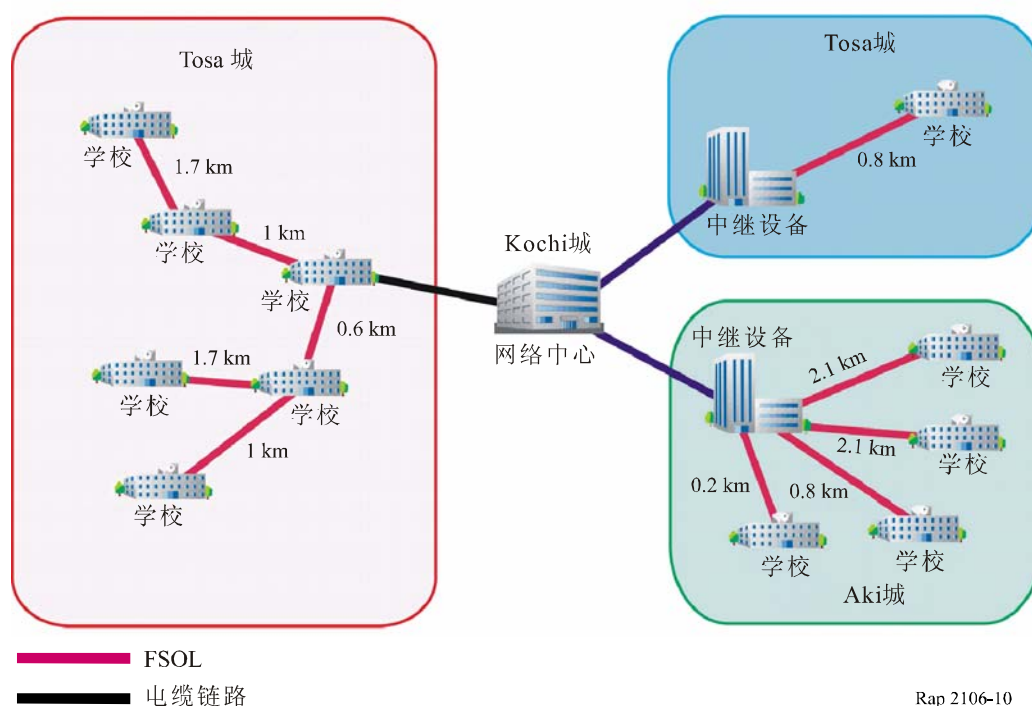 Tosa 城
学校
1.7 km
学校
1 km
学校
0.6 km
1.7 km
学校
学校
1 km
学校
Kochi城
网络中心
Tosa城
学校
0.8 km
中继设备
中继设备
2.1 km
学校
2.1 km
学校
0.2 km
0.8 km
学校
学校
Aki城
FSOL
电缆链路
Rap 2106-10